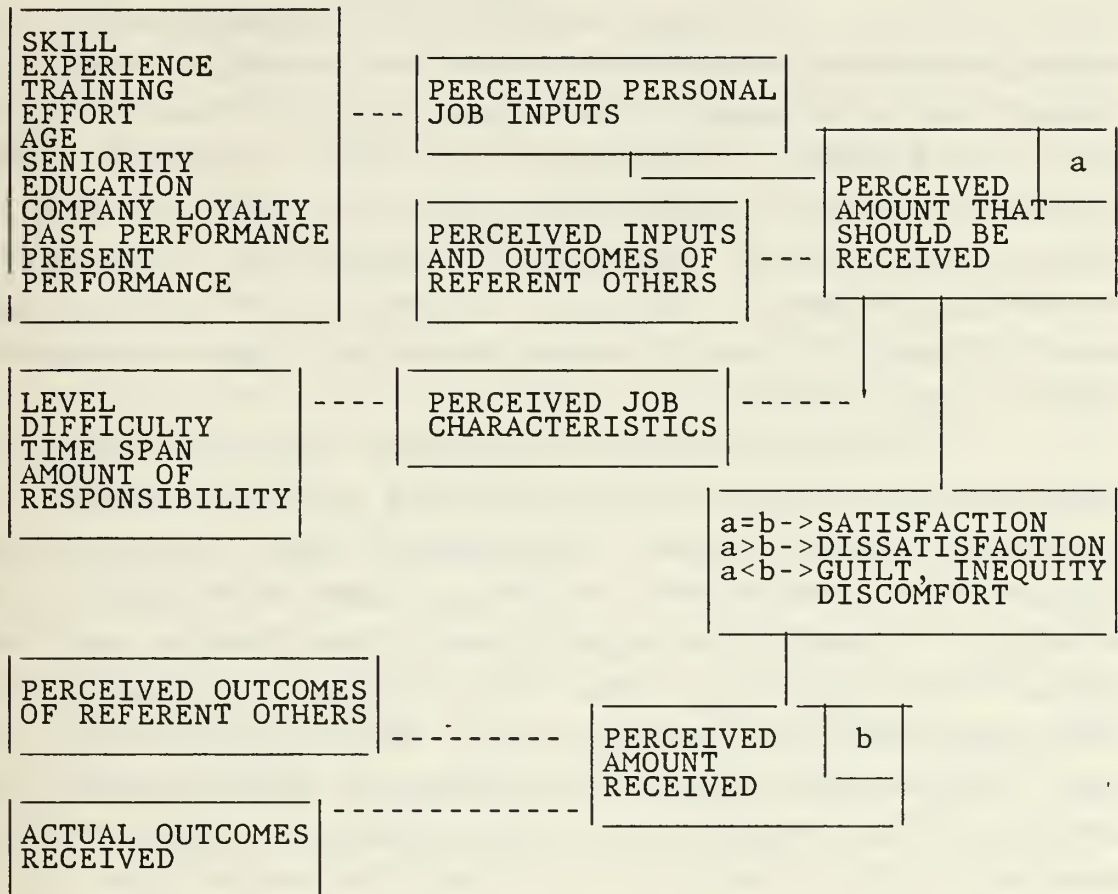 SKILL
EXPERIENCE
TRAINING
EFFORT
AGE
SENIORITY
EDUCATION
COMPANY LOYALTY
PAST PERFORMANCE
PRESENT
PERFORMANCE
PERCEIVED PERSONAL
JOB INPUTS
PERCEIVED INPUTS
AND OUTCOMES OF
REFERENT OTHERS
a
PERCEIVED
AMOUNT THAT
SHOULD BE
RECEIVED
LEVEL
DIFFICULTY
TIME SPAN
AMOUNT OF
RESPONSIBILITY
PERCEIVED JOB
CHARACTERISTICS
a=b->SATISFACTION
a>b->DISSATISFACTION
a<b->GUILT, INEQUITY
DISCOMFORT
PERCEIVED OUTCOMES
OF REFERENT OTHERS
PERCEIVED
AMOUNT
RECEIVED
b
ACTUAL OUTCOMES
RECEIVED